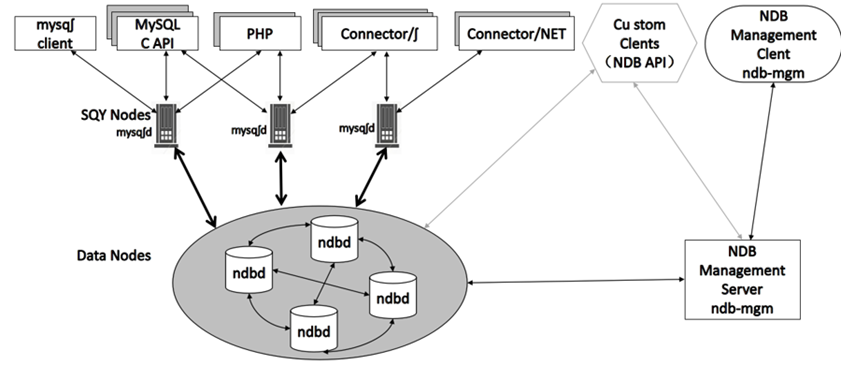 mysqʃ
client
MySQL
C API
PHP
Connector/ʃ
Connector/NET
Cu stom
Clents
（NDB API）
NDB
Management
Clent
ndb-mgm
SQY Nodes
mysqʃd
mysqʃd
mysqʃd
Data Nodes
ndbd
ndbd
ndbd
ndbd
NDB
Management
Server
ndb-mgm